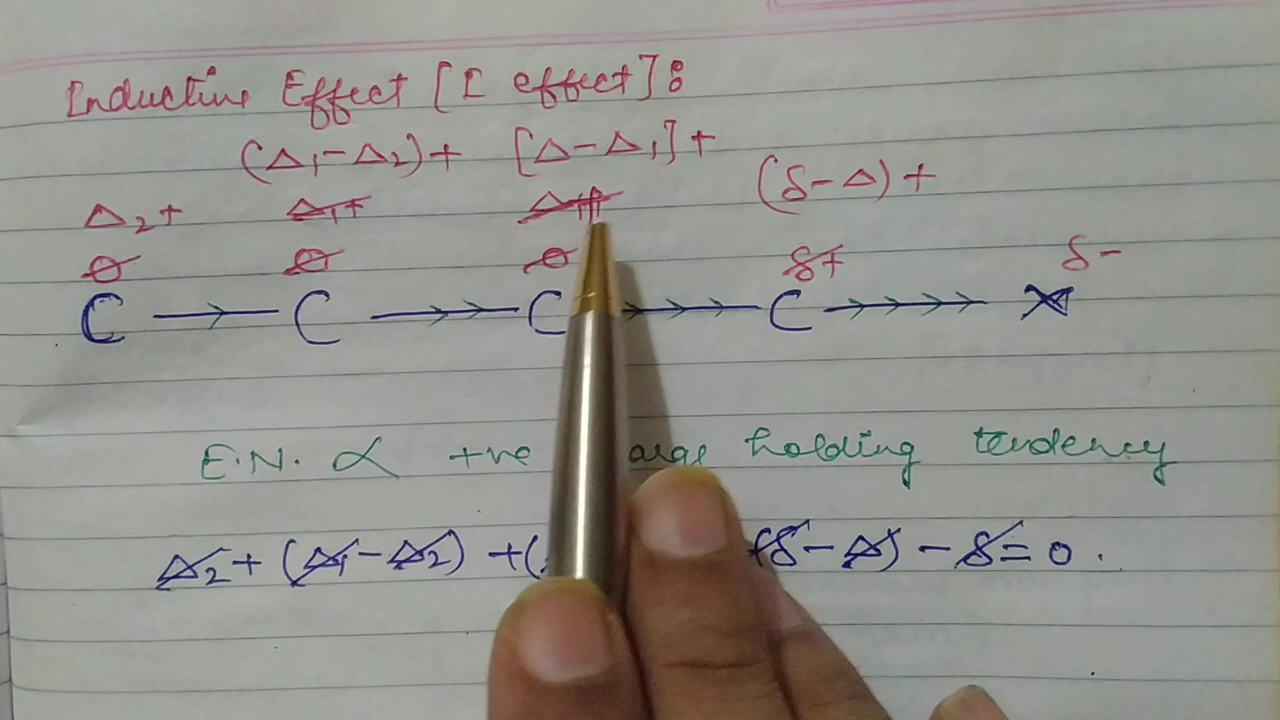 Inductive Effect [I effect]:
(Δ₁-Δ₂)+ [Δ-Δ₁]+ (δ-Δ)+
Δ₂+ Δ₁+ Δ+
0 0 0 δ+ δ-
C C C C X
E.N. ∝ +ve holding tendency
Δ₂+ (Δ₁-Δ₂) +( δ-Δ) - δ = 0.